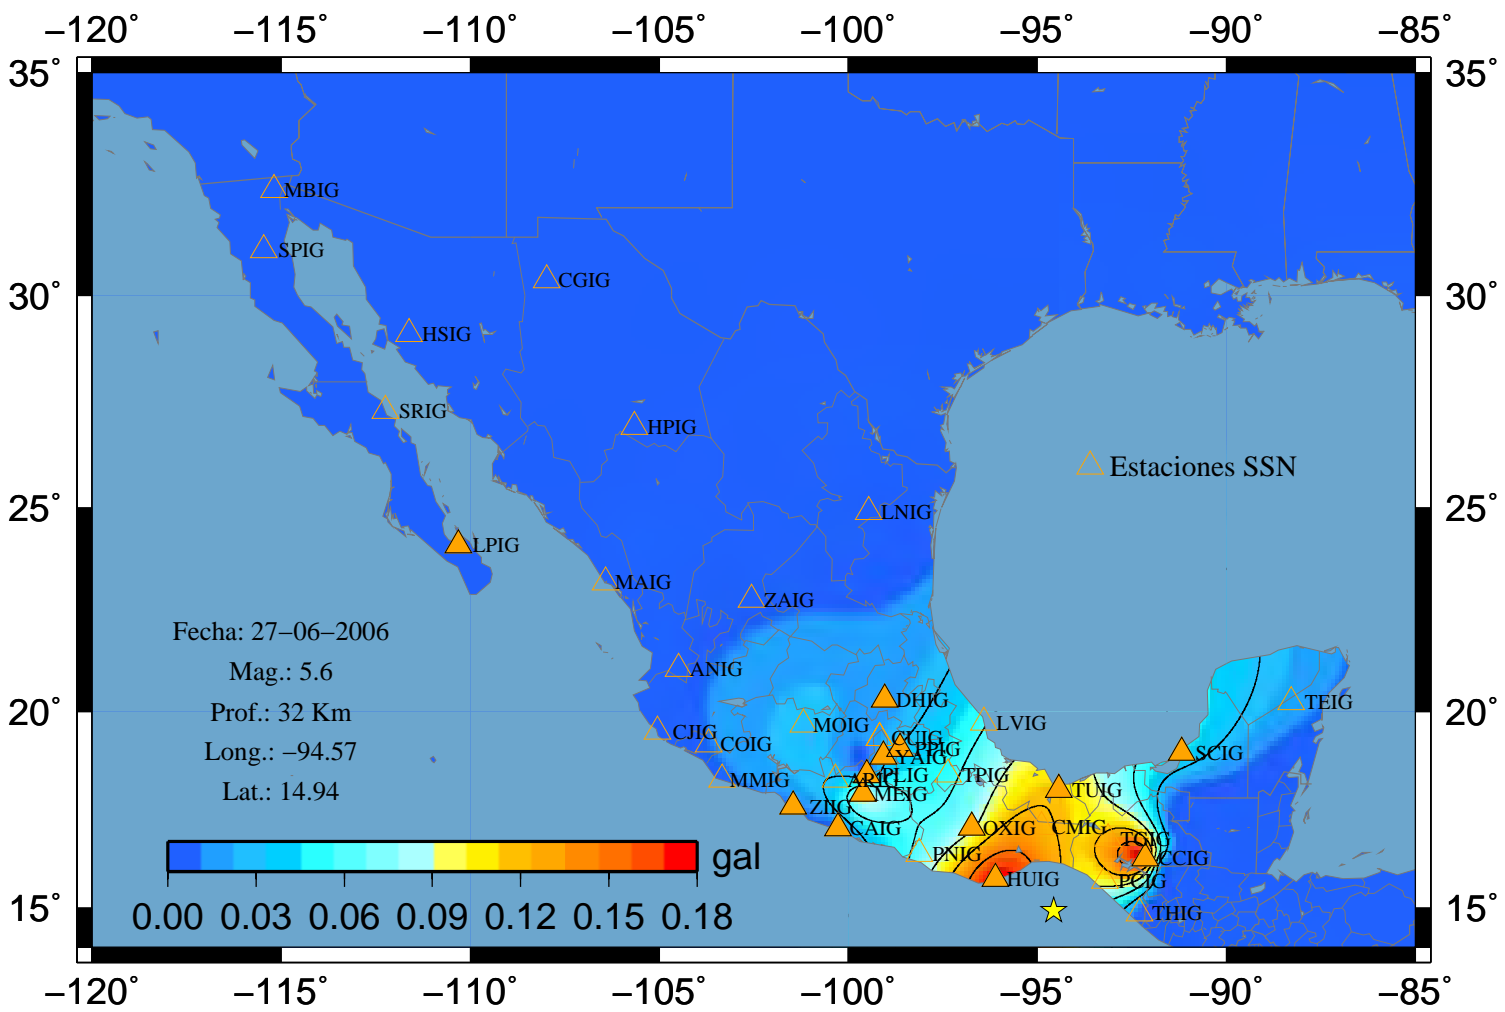 −120˚ −115˚ −110˚ −105˚ −100˚ −95˚ −90˚ −85˚
35˚ 35˚
MBIG
SPIG
CGIG
30˚ 30˚
HSIG
SRIG
HPIG
Estaciones SSN
25˚ 25˚
LNIG
LPIG
MAIG
ZAIG
Fecha: 27−06−2006
Mag.: 5.6
Prof.: 32 Km
Long.: −94.57
Lat.: 14.94
ANIG
DHIG
TEIG
20˚ 20˚
MOIG
LVIG
CJIG
COIG
CUIG
PPIG
YAIG
SCIG
MMIG
PLIG
TPIG
MEIG
TUIG
ZIIG
CAIG
OXIG
CMIG
TGIG
PNIG
CCIG
HUIG
PCIG
THIG
gal
0.00 0.03 0.06 0.09 0.12 0.15 0.18
15˚ 15˚
−120˚ −115˚ −110˚ −105˚ −100˚ −95˚ −90˚ −85˚